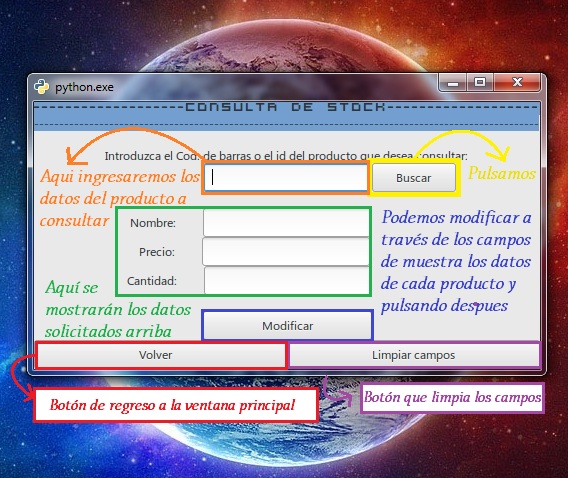 python.exe
CONSULTA DE STOCK
Introduzca el Cod. de barras o el id del producto que desea consultar:
Aqui ingresaremos los
datos del producto a
consultar
Buscar
Pulsamos
Nombre:
Precio:
Cantidad:
Podemos modificar a
través de los campos
de muestra los datos
de cada producto y
pulsando despues
Aquí se
mostrarán los datos
solicitados arriba
Modificar
Volver
Limpiar campos
Botón de regreso a la ventana principal
Botón que limpia los campos